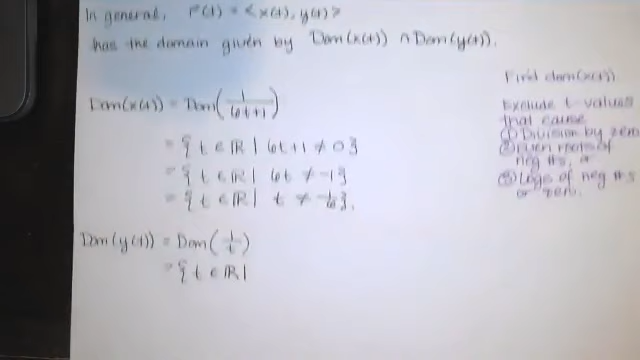 In general, r(t) = <x(t), y(t)>
has the domain given by Dom(x(t)) ∩ Dom(y(t)).
Dom(x(t)) = Dom(1/(6t+1))
= {t ∈ ℝ | 6t+1 ≠ 0}
= {t ∈ ℝ | 6t ≠ -1}
= {t ∈ ℝ | t ≠ -1/6}.
Dom(y(t)) = Dom(1/t)
= {t ∈ ℝ |
Find dom(x(t)).
Exclude t-values
that cause
① Division by zero
② Even roots of
neg #s, or
③ Logs of neg #s
or zero.